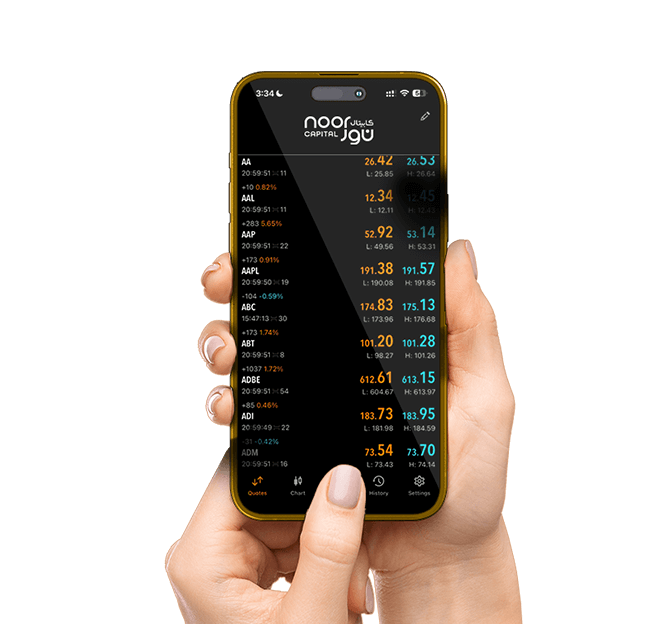 3:34
noor كابيتال
CAPITAL نور
AA 26.42 26.53
20:59:51 11 L: 25.85 H: 26.64
+10 0.82%
AAL 12.34 12.45
20:59:51 11 L: 12.11
+283 5.65%
AAP 52.92 53.14
20:59:51 22 L: 49.56 H: 53.31
+173 0.91%
AAPL 191.38 191.57
20:59:50 19 L: 190.08 H: 191.85
-104 -0.59%
ABC 174.83 175.13
15:47:13 30 L: 173.96 H: 176.68
+173 1.74%
ABT 101.20 101.28
20:59:51 8 L: 98.27 H: 101.26
+1037 1.72%
ADBE 612.61 613.15
20:59:51 54 L: 604.67 H: 613.97
+85 0.46%
ADI 183.73 183.95
20:59:49 22 L: 181.98 H: 184.59
-31 -0.42%
ADM 73.54 73.70
20:59:51 16 L: 73.43 H: 74.14
Quotes Chart History Settings